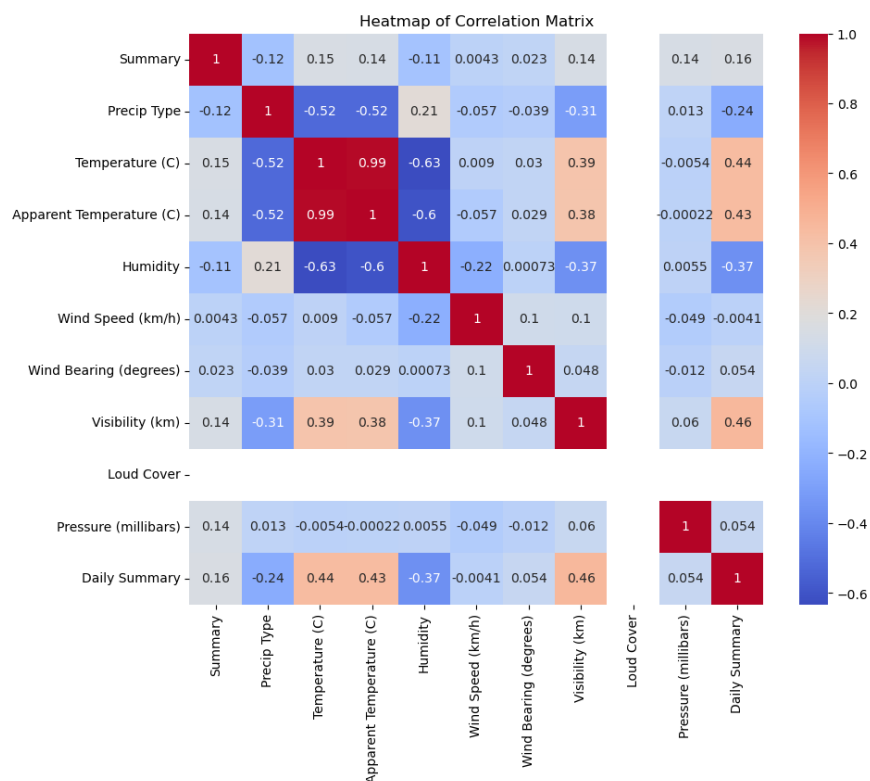 Heatmap of Correlation Matrix
Summary 1 -0.12 0.15 0.14 -0.11 0.0043 0.023 0.14 0.14 0.16
Precip Type -0.12 1 -0.52 -0.52 0.21 -0.057 -0.039 -0.31 0.013 -0.24
Temperature (C) 0.15 -0.52 1 0.99 -0.63 0.009 0.03 0.39 -0.0054 0.44
Apparent Temperature (C) 0.14 -0.52 0.99 1 -0.6 -0.057 0.029 0.38 -0.00022 0.43
Humidity -0.11 0.21 -0.63 -0.6 1 -0.22 0.00073 -0.37 0.0055 -0.37
Wind Speed (km/h) 0.0043 -0.057 0.009 -0.057 -0.22 1 0.1 0.1 -0.049 -0.0041
Wind Bearing (degrees) 0.023 -0.039 0.03 0.029 0.00073 0.1 1 0.048 -0.012 0.054
Visibility (km) 0.14 -0.31 0.39 0.38 -0.37 0.1 0.048 1 0.06 0.46
Loud Cover
Pressure (millibars) 0.14 0.013 -0.0054 -0.00022 0.0055 -0.049 -0.012 0.06 1 0.054
Daily Summary 0.16 -0.24 0.44 0.43 -0.37 -0.0041 0.054 0.46 0.054 1
Summary
Precip Type
Temperature (C)
Apparent Temperature (C)
Humidity
Wind Speed (km/h)
Wind Bearing (degrees)
Visibility (km)
Loud Cover
Pressure (millibars)
Daily Summary
1.0
0.8
0.6
0.4
0.2
0.0
−0.2
−0.4
−0.6